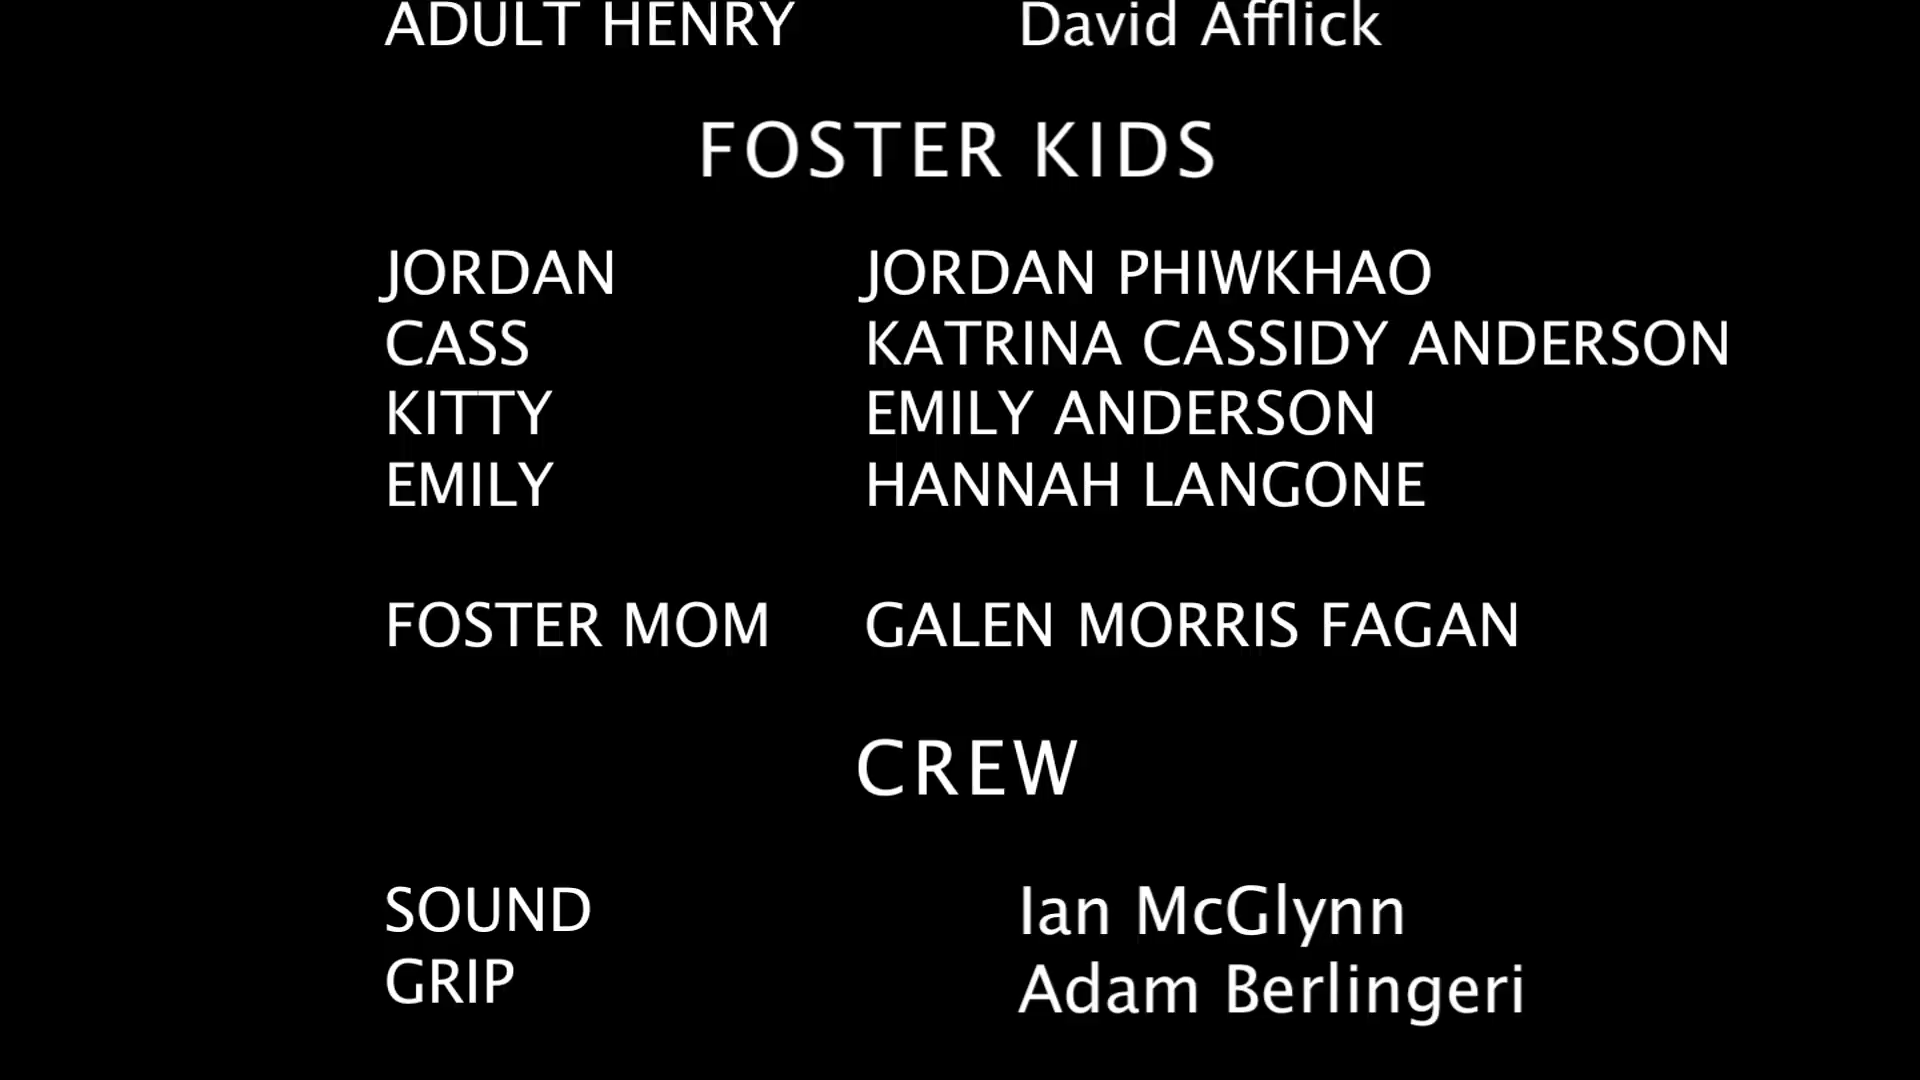 ADULT HENRY David Afflick
FOSTER KIDS
JORDAN JORDAN PHIWKHAO
CASS KATRINA CASSIDY ANDERSON
KITTY EMILY ANDERSON
EMILY HANNAH LANGONE
FOSTER MOM GALEN MORRIS FAGAN
CREW
SOUND Ian McGlynn
GRIP Adam Berlingeri